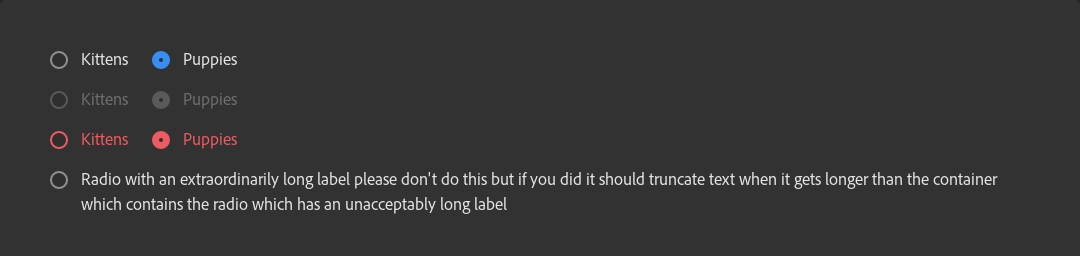 Kittens Puppies
Kittens Puppies
Kittens Puppies
Radio with an extraordinarily long label please don't do this but if you did it should truncate text when it gets longer than the container
which contains the radio which has an unacceptably long label